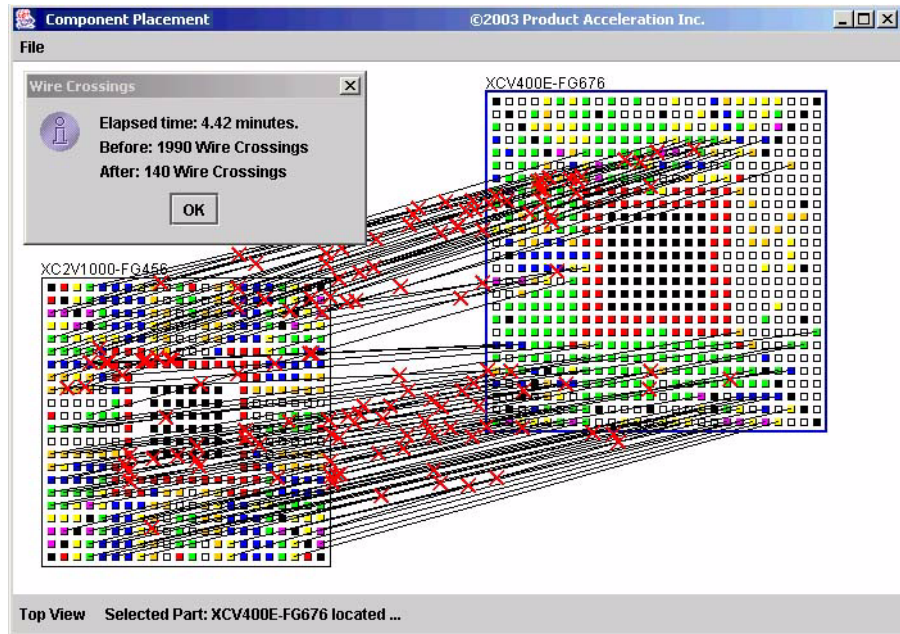 Component Placement ©2003 Product Acceleration Inc.
File
Wire Crossings
Elapsed time: 4.42 minutes.
Before: 1990 Wire Crossings
After: 140 Wire Crossings
OK
XCV400E-FG676
XC2V1000-FG456
Top View Selected Part: XCV400E-FG676 located ...